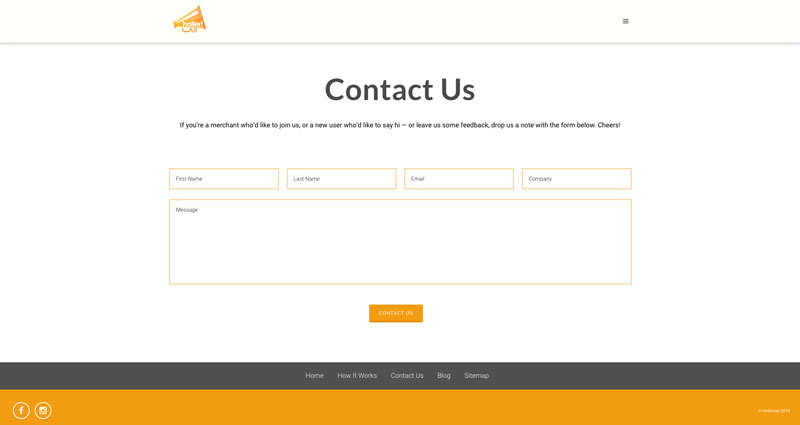 holler!
Out
Contact Us
If you're a merchant who'd like to join us, or a new user who'd like to say hi — or leave us some feedback, drop us a note with the form below. Cheers!
First Name Last Name Email Company
Message
CONTACT US
Home How It Works Contact Us Blog Sitemap